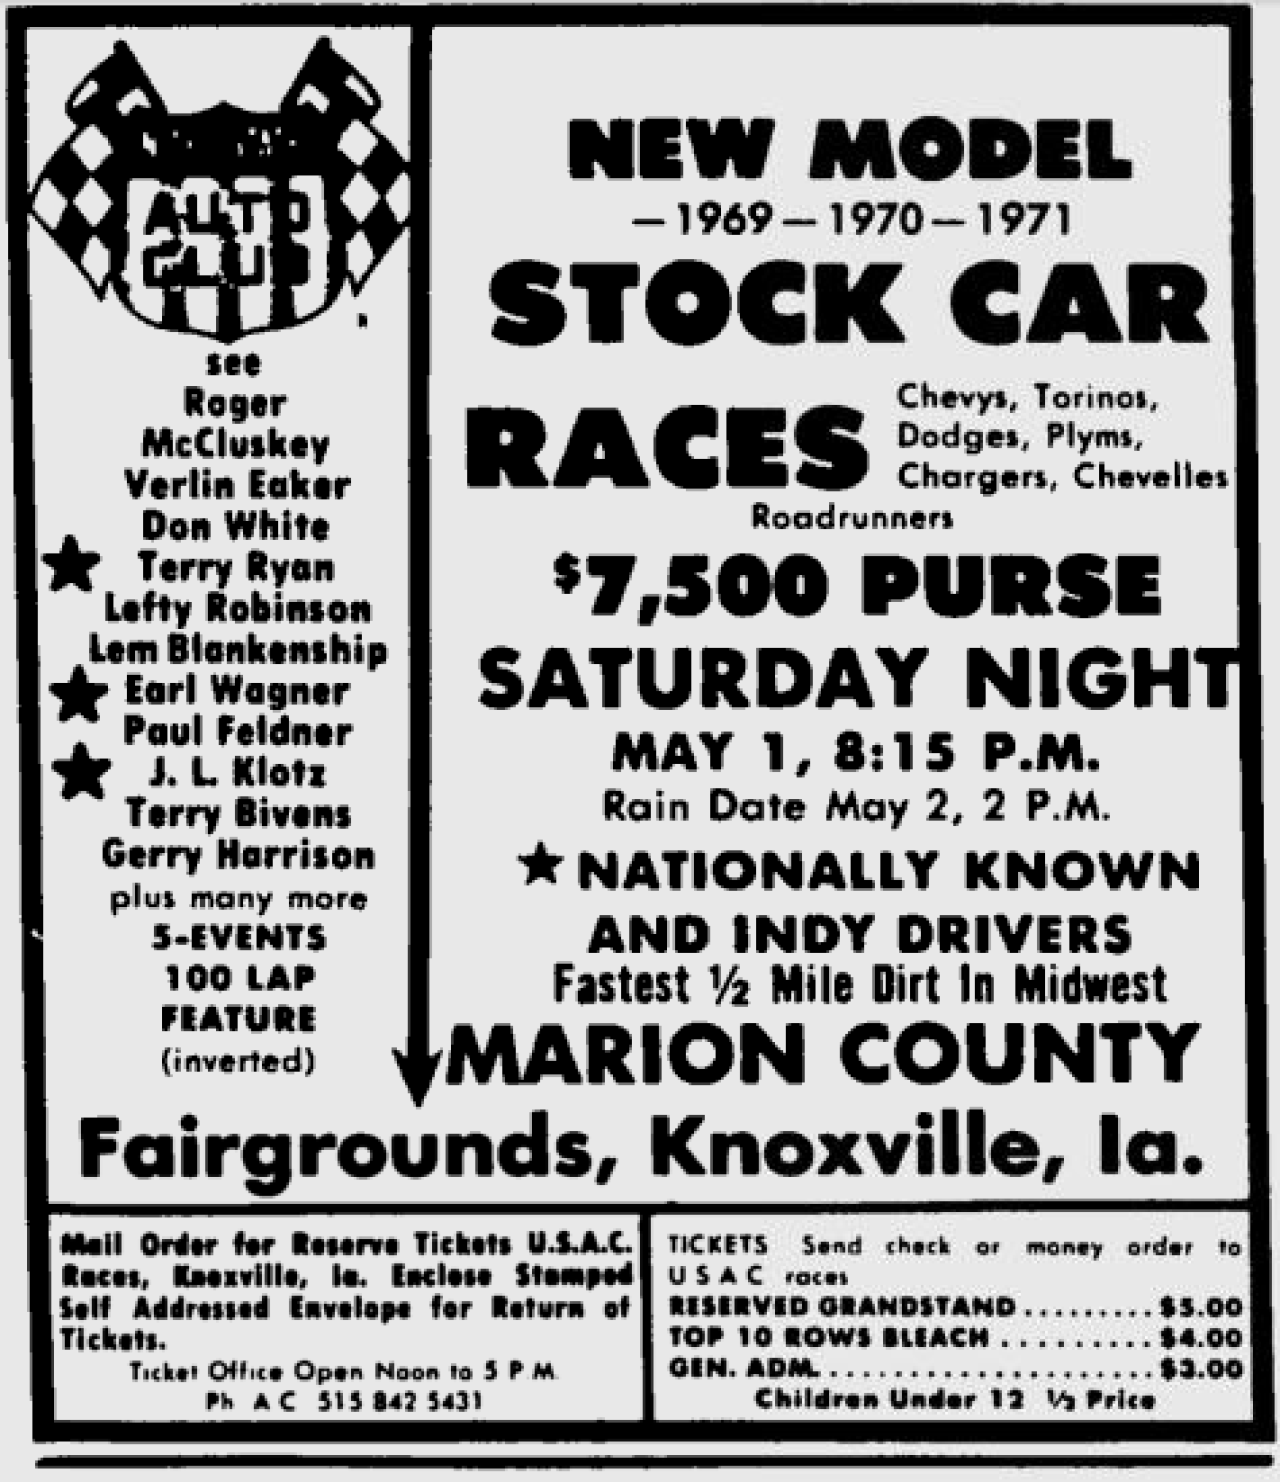 AUTO
CLUB
see
Roger
McCluskey
Verlin Eaker
Don White
★ Terry Ryan
Lefty Robinson
Lem Blankenship
★ Earl Wagner
Paul Feldner
★ J. L. Klotz
Terry Bivens
Gerry Harrison
plus many more
5-EVENTS
100 LAP
FEATURE
(inverted)
NEW MODEL
—1969—1970—1971
STOCK CAR
RACES
Chevys, Torinos,
Dodges, Plyms,
Chargers, Chevelles
Roadrunners
$7,500 PURSE
SATURDAY NIGHT
MAY 1, 8:15 P.M.
Rain Date May 2, 2 P.M.
★ NATIONALLY KNOWN
AND INDY DRIVERS
Fastest ½ Mile Dirt In Midwest
MARION COUNTY
Fairgrounds, Knoxville, Ia.
Mail Order for Reserve Tickets U.S.A.C.
Races, Knoxville, Ia. Enclose Stamped
Self Addressed Envelope for Return of
Tickets.
Ticket Office Open Noon to 5 P M
Ph A C 515 842 5431
TICKETS Send check or money order to
U S A C races
RESERVED GRANDSTAND.........$5.00
TOP 10 ROWS BLEACH..........$4.00
GEN. ADM.....................$3.00
Children Under 12 ½ Price